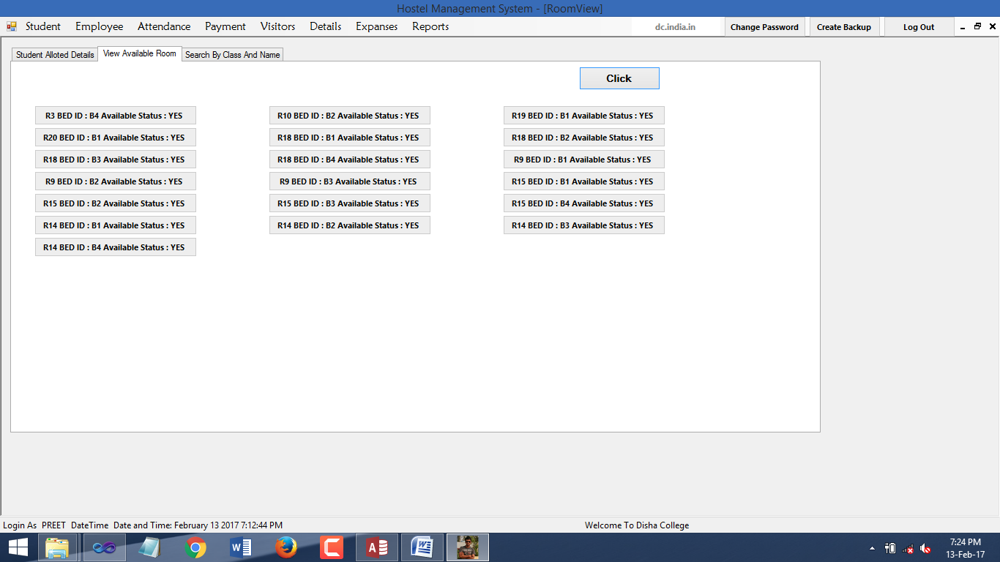 Hostel Management System - [RoomView]
Student Employee Attendance Payment Visitors Details Expanses Reports dc.india.in Change Password Create Backup Log Out
Student Alloted Details View Available Room Search By Class And Name
Click
R3 BED ID : B4 Available Status : YES R10 BED ID : B2 Available Status : YES R19 BED ID : B1 Available Status : YES
R20 BED ID : B1 Available Status : YES R18 BED ID : B1 Available Status : YES R18 BED ID : B2 Available Status : YES
R18 BED ID : B3 Available Status : YES R18 BED ID : B4 Available Status : YES R9 BED ID : B1 Available Status : YES
R9 BED ID : B2 Available Status : YES R9 BED ID : B3 Available Status : YES R15 BED ID : B1 Available Status : YES
R15 BED ID : B2 Available Status : YES R15 BED ID : B3 Available Status : YES R15 BED ID : B4 Available Status : YES
R14 BED ID : B1 Available Status : YES R14 BED ID : B2 Available Status : YES R14 BED ID : B3 Available Status : YES
R14 BED ID : B4 Available Status : YES
Login As PREET DateTime Date and Time: February 13 2017 7:12:44 PM Welcome To Disha College
7:24 PM
13-Feb-17